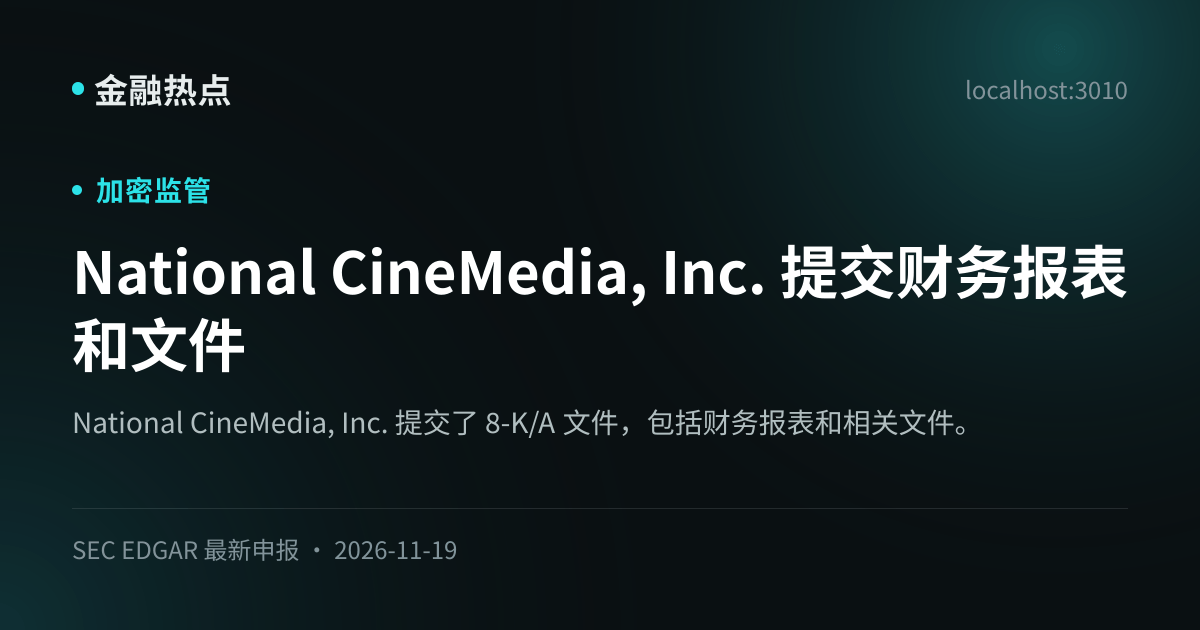 金融热点
localhost:3010
加密监管
National CineMedia, Inc. 提交财务报表
和文件
National CineMedia, Inc. 提交了 8-K/A 文件，包括财务报表和相关文件。
SEC EDGAR 最新申报 · 2026-11-19